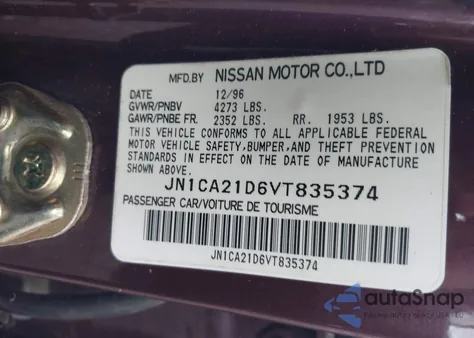 MFD.BY NISSAN MOTOR CO.,LTD
DATE 12/96
GVWR/PNBV 4273 LBS.
GAWR/PNBE FR. 2352 LBS. RR. 1953 LBS.
THIS VEHICLE CONFORMS TO ALL APPLICABLE FEDERAL
MOTOR VEHICLE SAFETY,BUMPER, AND THEFT PREVENTION
STANDARDS IN EFFECT ON THE DATE OF MANUFACTURE
SHOWN ABOVE.
JN1CA21D6VT835374
PASSENGER CAR/VOITURE DE TOURISME
JN1CA21D6VT835374
autoSnap